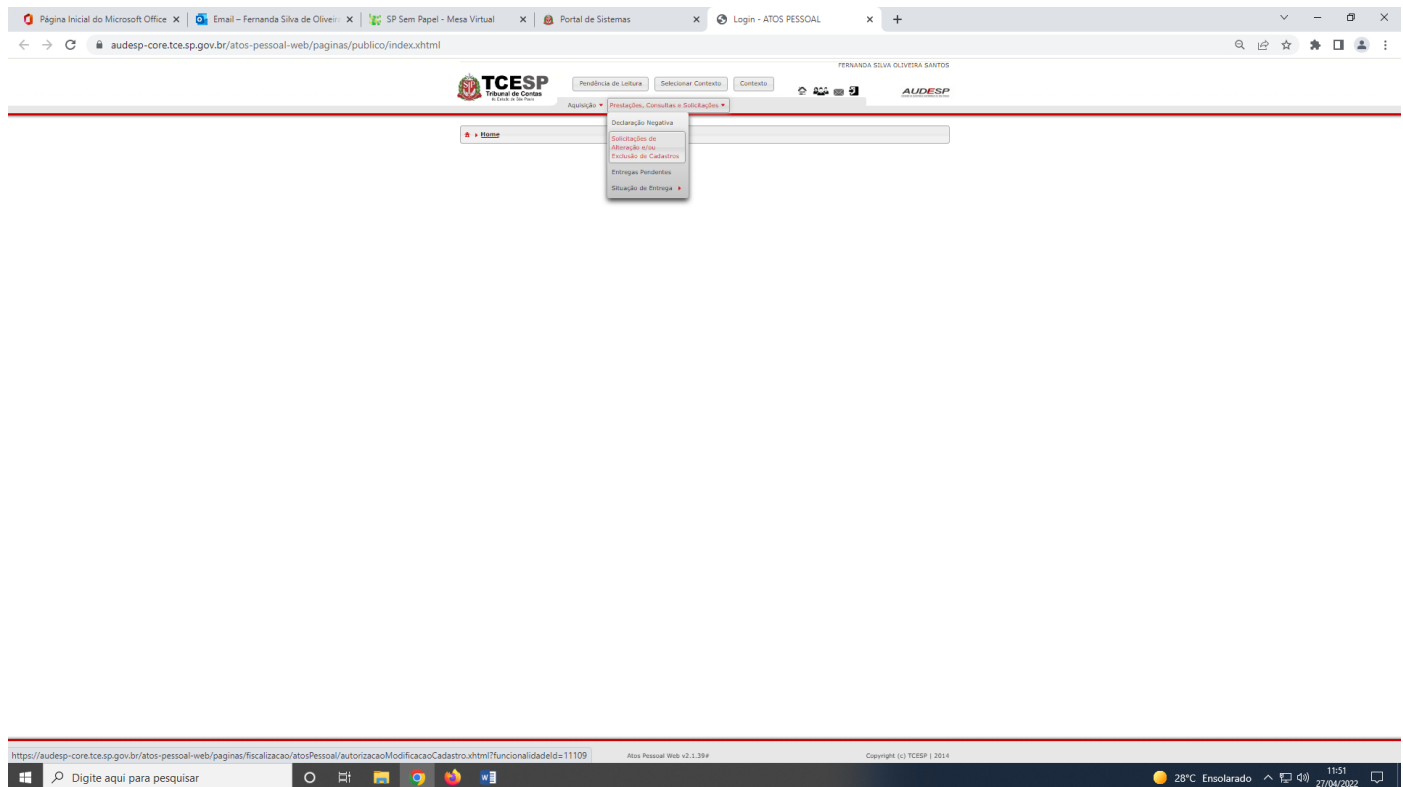 Página Inicial do Microsoft Office
Email – Fernanda Silva de Oliveir
SP Sem Papel - Mesa Virtual
Portal de Sistemas
Login - ATOS PESSOAL
audesp-core.tce.sp.gov.br/atos-pessoal-web/paginas/publico/index.xhtml
FERNANDA SILVA OLIVEIRA SANTOS
TCESP
Tribunal de Contas
do Estado de São Paulo
Pendência de Leitura
Selecionar Contexto
Contexto
AUDESP
Aquisição
Prestações, Consultas e Solicitações
Home
Declaração Negativa
Solicitações de
Alteração e/ou
Exclusão de Cadastros
Entregas Pendentes
Situação de Entrega
https://audesp-core.tce.sp.gov.br/atos-pessoal-web/paginas/fiscalizacao/atosPessoal/autorizacaoModificacaoCadastro.xhtml?funcionalidadeId=11109
Atos Pessoal Web v2.1.39#
Copyright (c) TCESP | 2014
Digite aqui para pesquisar
28°C Ensolarado
11:51
27/04/2022